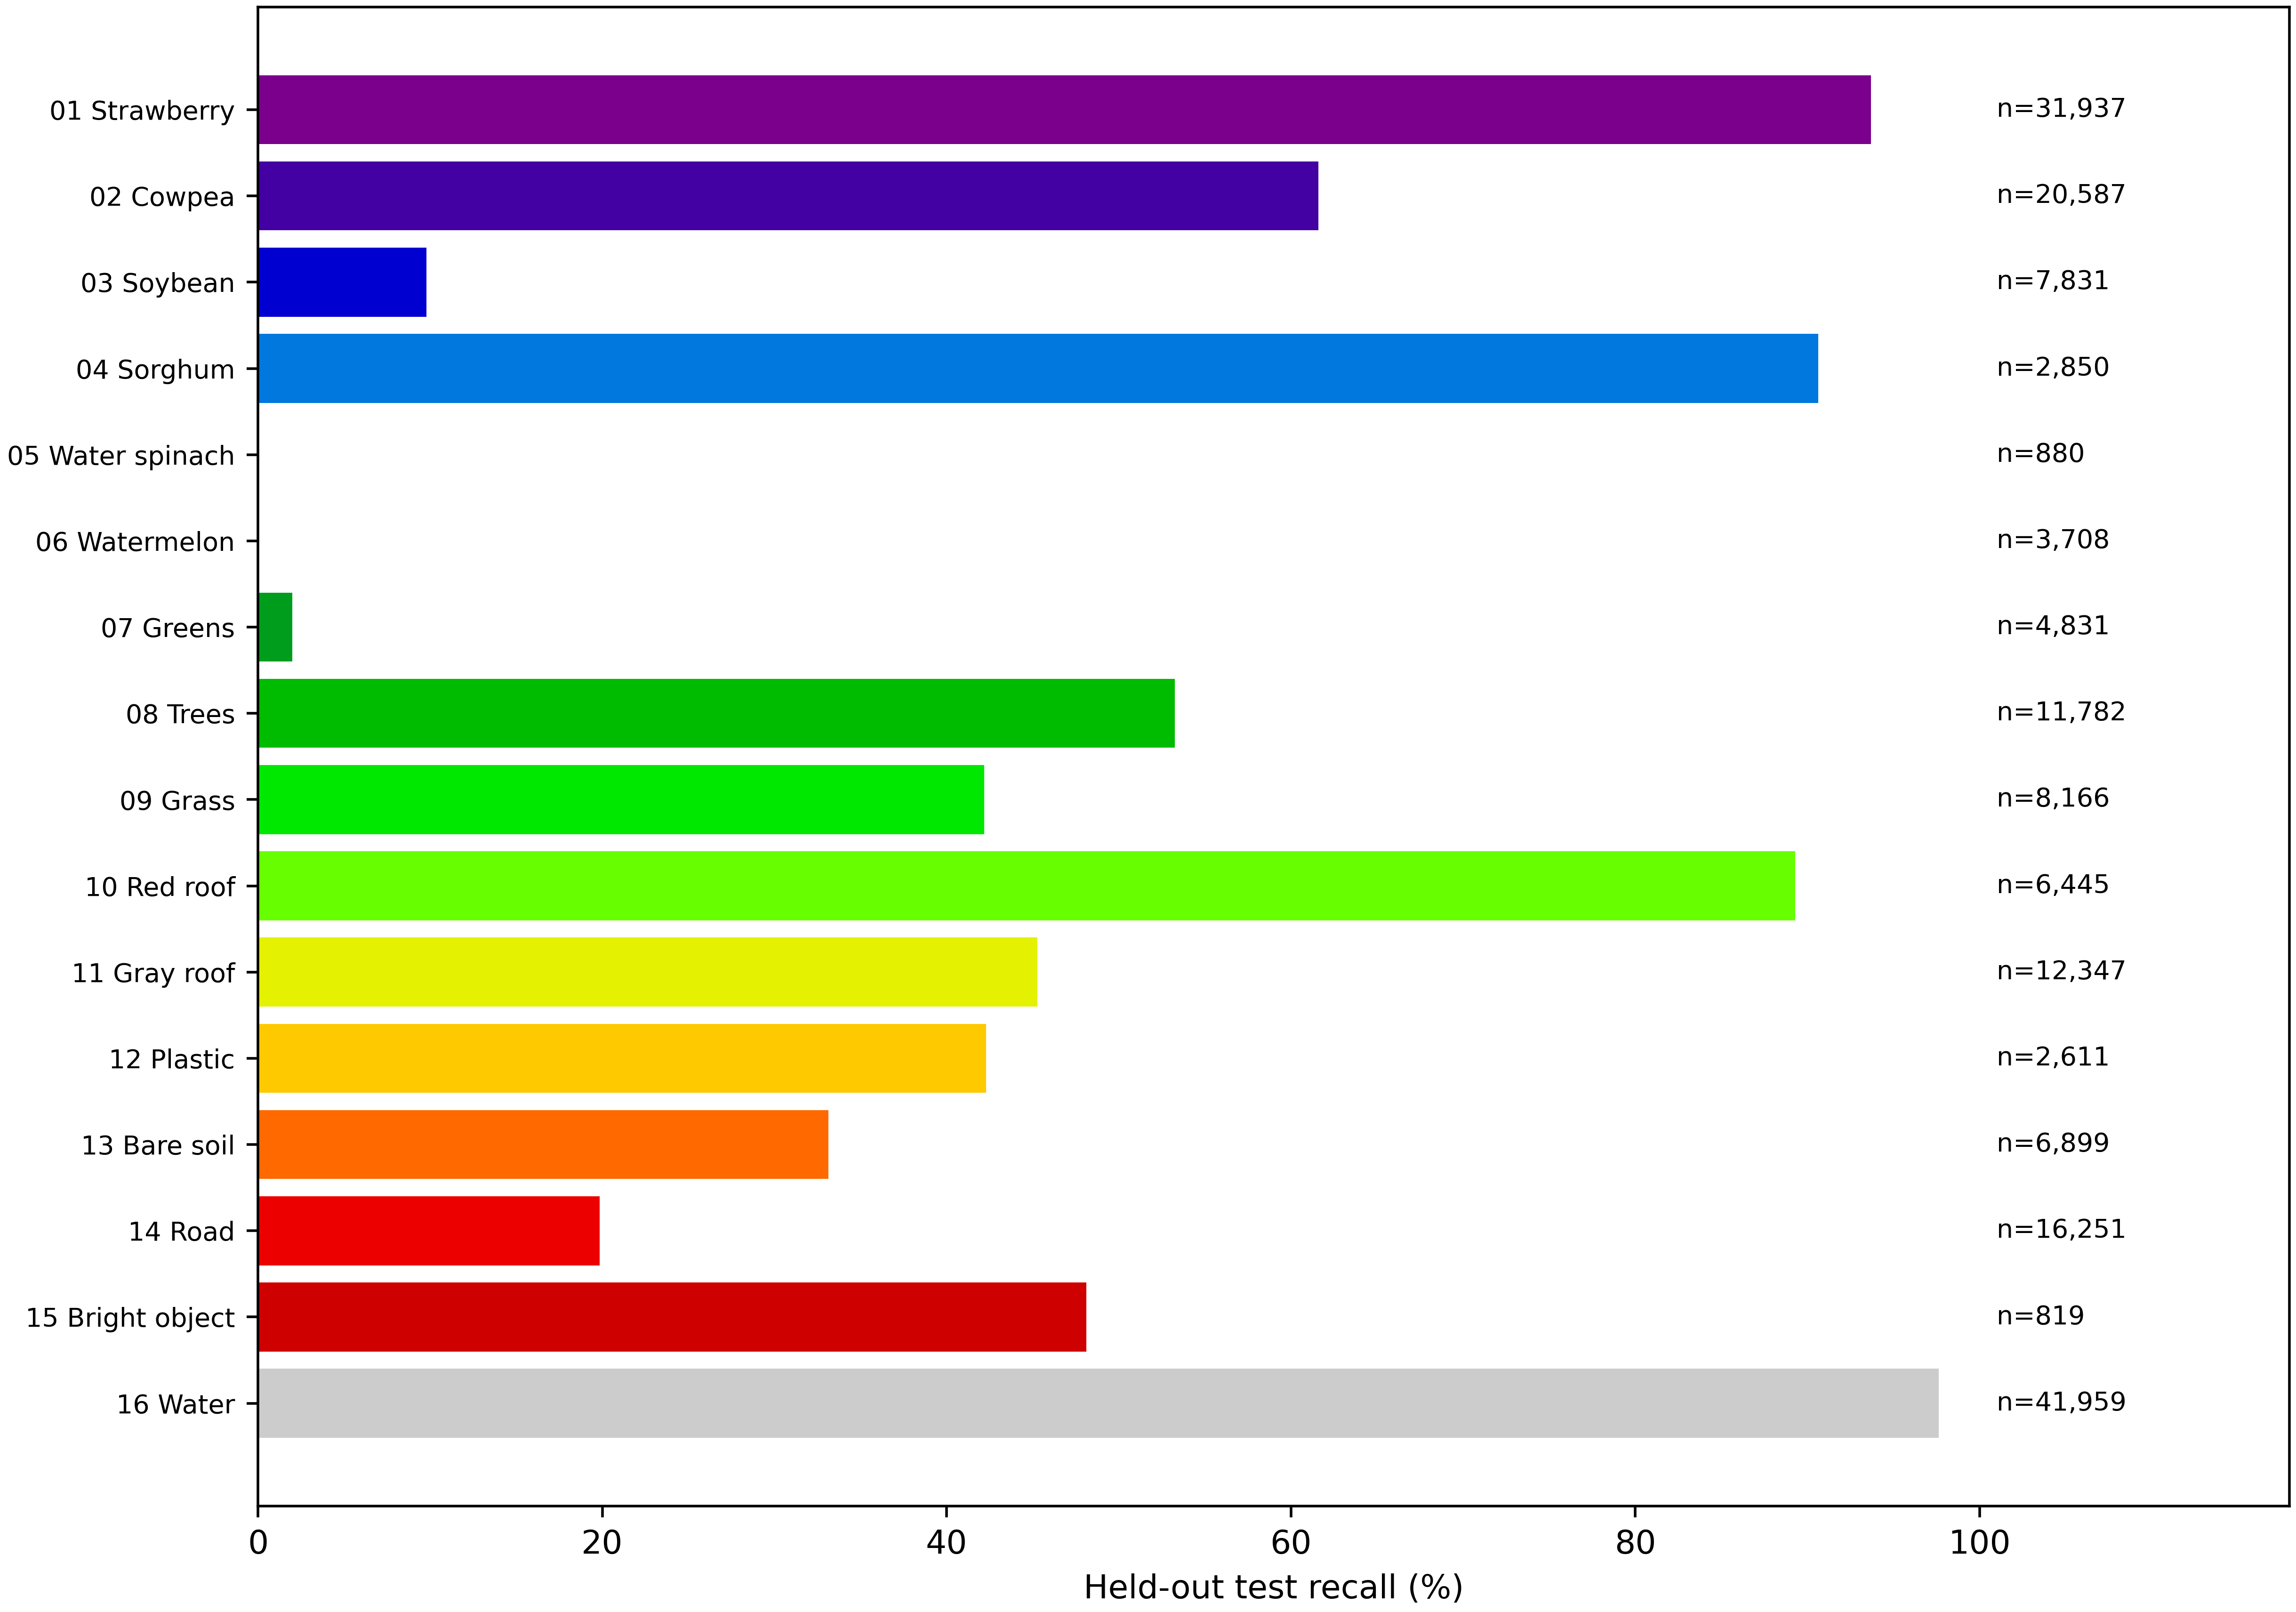 01 Strawberry n=31,937
02 Cowpea n=20,587
03 Soybean n=7,831
04 Sorghum n=2,850
05 Water spinach n=880
06 Watermelon n=3,708
07 Greens n=4,831
08 Trees n=11,782
09 Grass n=8,166
10 Red roof n=6,445
11 Gray roof n=12,347
12 Plastic n=2,611
13 Bare soil n=6,899
14 Road n=16,251
15 Bright object n=819
16 Water n=41,959
0 20 40 60 80 100
Held-out test recall (%)